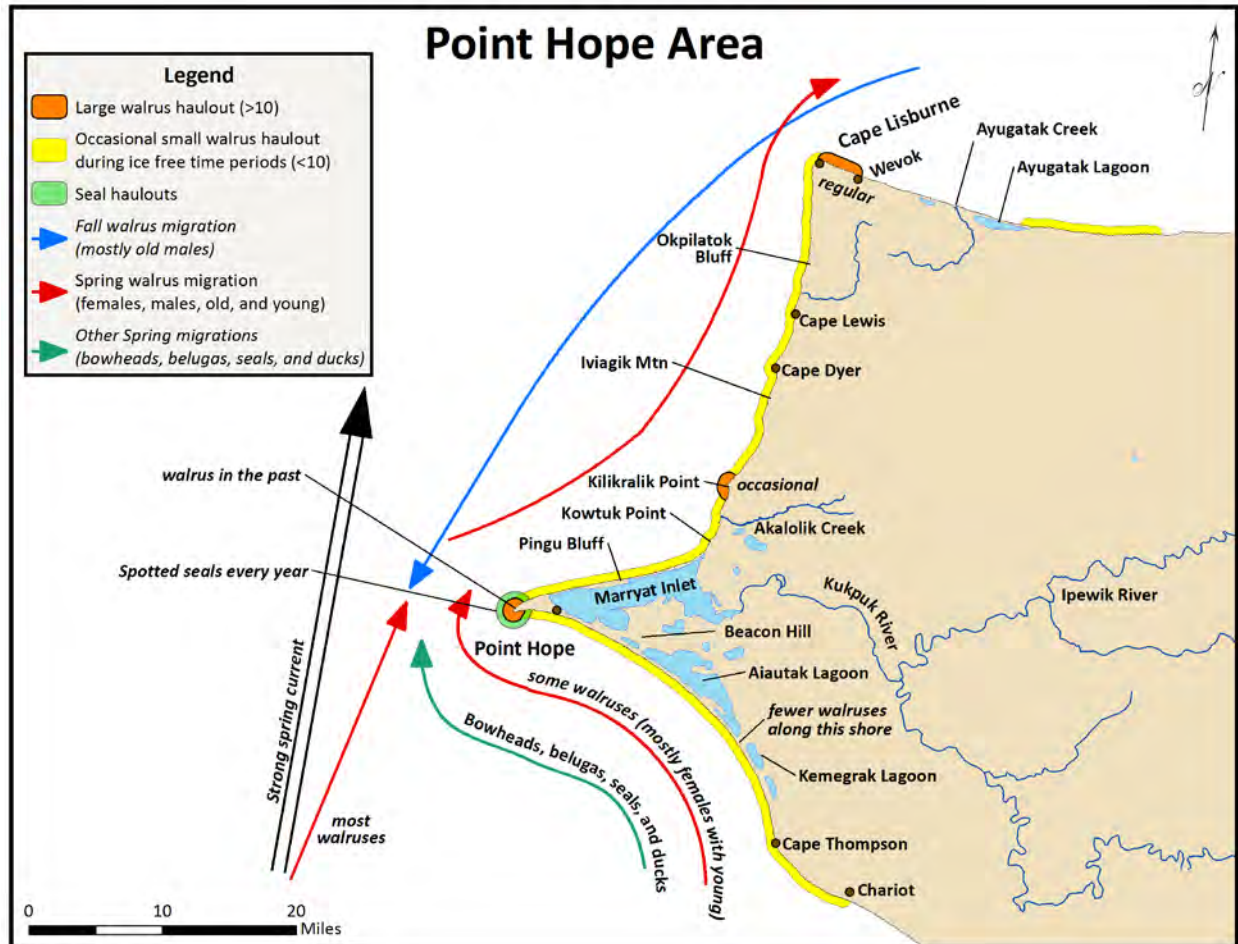 Point Hope Area
N
Legend
Large walrus haulout (>10)
Occasional small walrus haulout
during ice free time periods (<10)
Seal haulouts
Fall walrus migration
(mostly old males)
Spring walrus migration
(females, males, old, and young)
Other Spring migrations
(bowheads, belugas, seals, and ducks)
Cape Lisburne
Wevok
regular
Ayugatak Creek
Ayugatak Lagoon
Okpilatok
Bluff
Cape Lewis
Iviagik Mtn
Cape Dyer
walrus in the past
Kilikralik Point
occasional
Kowtuk Point
Akalolik Creek
Pingu Bluff
Spotted seals every year
Marryat Inlet
Kukpuk River
Ipewik River
Beacon Hill
Point Hope
Aiautak Lagoon
some walruses (mostly females with young)
fewer walruses
along this shore
Bowheads, belugas, seals, and ducks
Kemegrak Lagoon
Strong spring current
most
walruses
Cape Thompson
Chariot
0 10 20
Miles